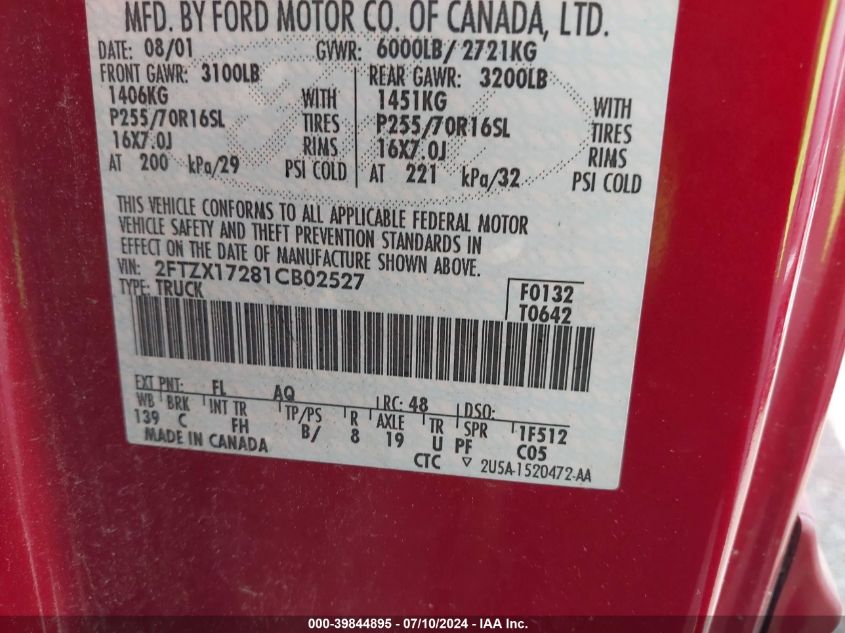 MFD. BY FORD MOTOR CO. OF CANADA, LTD.
DATE: 08/01 GVWR: 6000LB/ 2721KG
FRONT GAWR: 3100LB REAR GAWR: 3200LB
1406KG WITH 1451KG WITH
P255/70R16SL TIRES P255/70R16SL TIRES
16X7.0J RIMS 16X7.0J RIMS
AT 200 kPa/29 PSI COLD AT 221 kPa/32 PSI COLD
THIS VEHICLE CONFORMS TO ALL APPLICABLE FEDERAL MOTOR
VEHICLE SAFETY AND THEFT PREVENTION STANDARDS IN
EFFECT ON THE DATE OF MANUFACTURE SHOWN ABOVE.
VIN: 2FTZX17281CB02527
TYPE: TRUCK
F0132
T0642
EXT PNT: FL AQ RC: 48 DSO:
WB BRK INT TR TP/PS R AXLE TR SPR 1F512
139 C FH B/ 8 19 U PF C05
MADE IN CANADA CTC ▽ 2U5A-1520472-AA
000-39844895 / 07/10/2024 - IAA Inc.